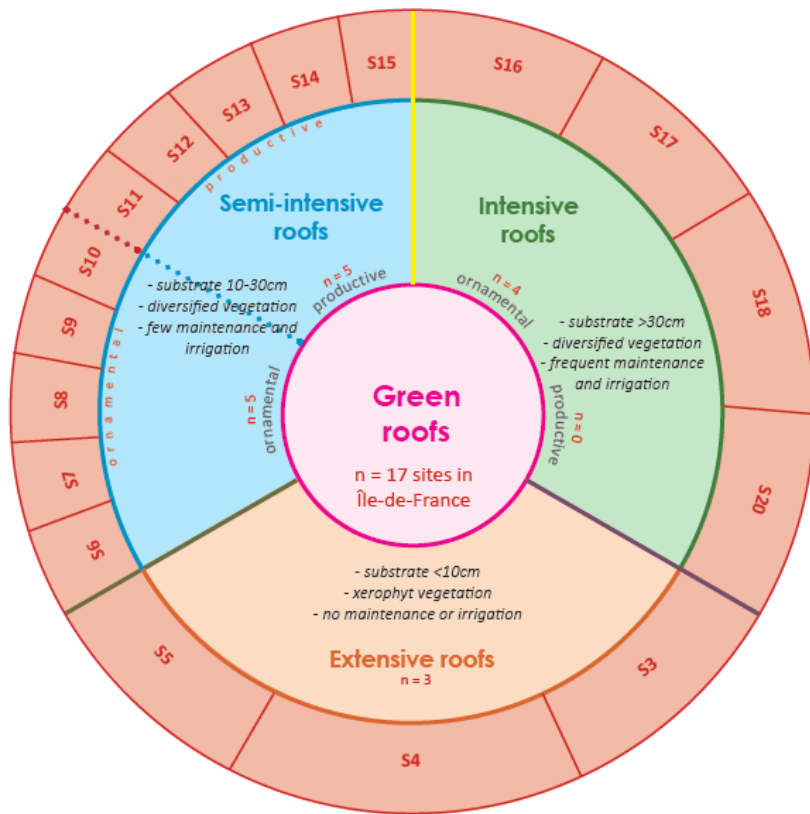 S15
S16
S14
S13
S17
S12
productive
S11
Semi-intensive
roofs
Intensive
roofs
S10
- substrate 10-30cm
- diversified vegetation
- few maintenance and
irrigation
n = 5
productive
n = 4
ornamental
S18
S9
- substrate >30cm
- diversified vegetation
- frequent maintenance
and irrigation
ornamental
S8
n = 5
ornamental
Green
roofs
n = 17 sites in
Île-de-France
productive
n = 0
S7
S20
S6
- substrate <10cm
- xerophyt vegetation
- no maintenance or irrigation
S5
Extensive roofs
n = 3
S3
S4